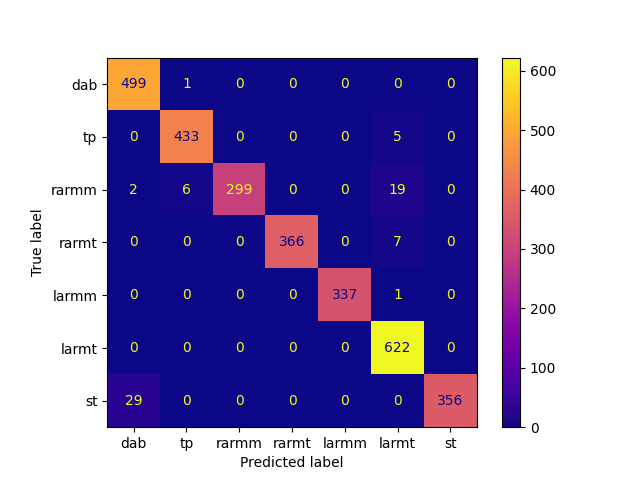 dab 499 1 0 0 0 0 0
tp 0 433 0 0 0 5 0
rarmm 2 6 299 0 0 19 0
rarmt 0 0 0 366 0 7 0
larmm 0 0 0 0 337 1 0
larmt 0 0 0 0 0 622 0
st 29 0 0 0 0 0 356
dab tp rarmm rarmt larmm larmt st
Predicted label
True label
600
500
400
300
200
100
0